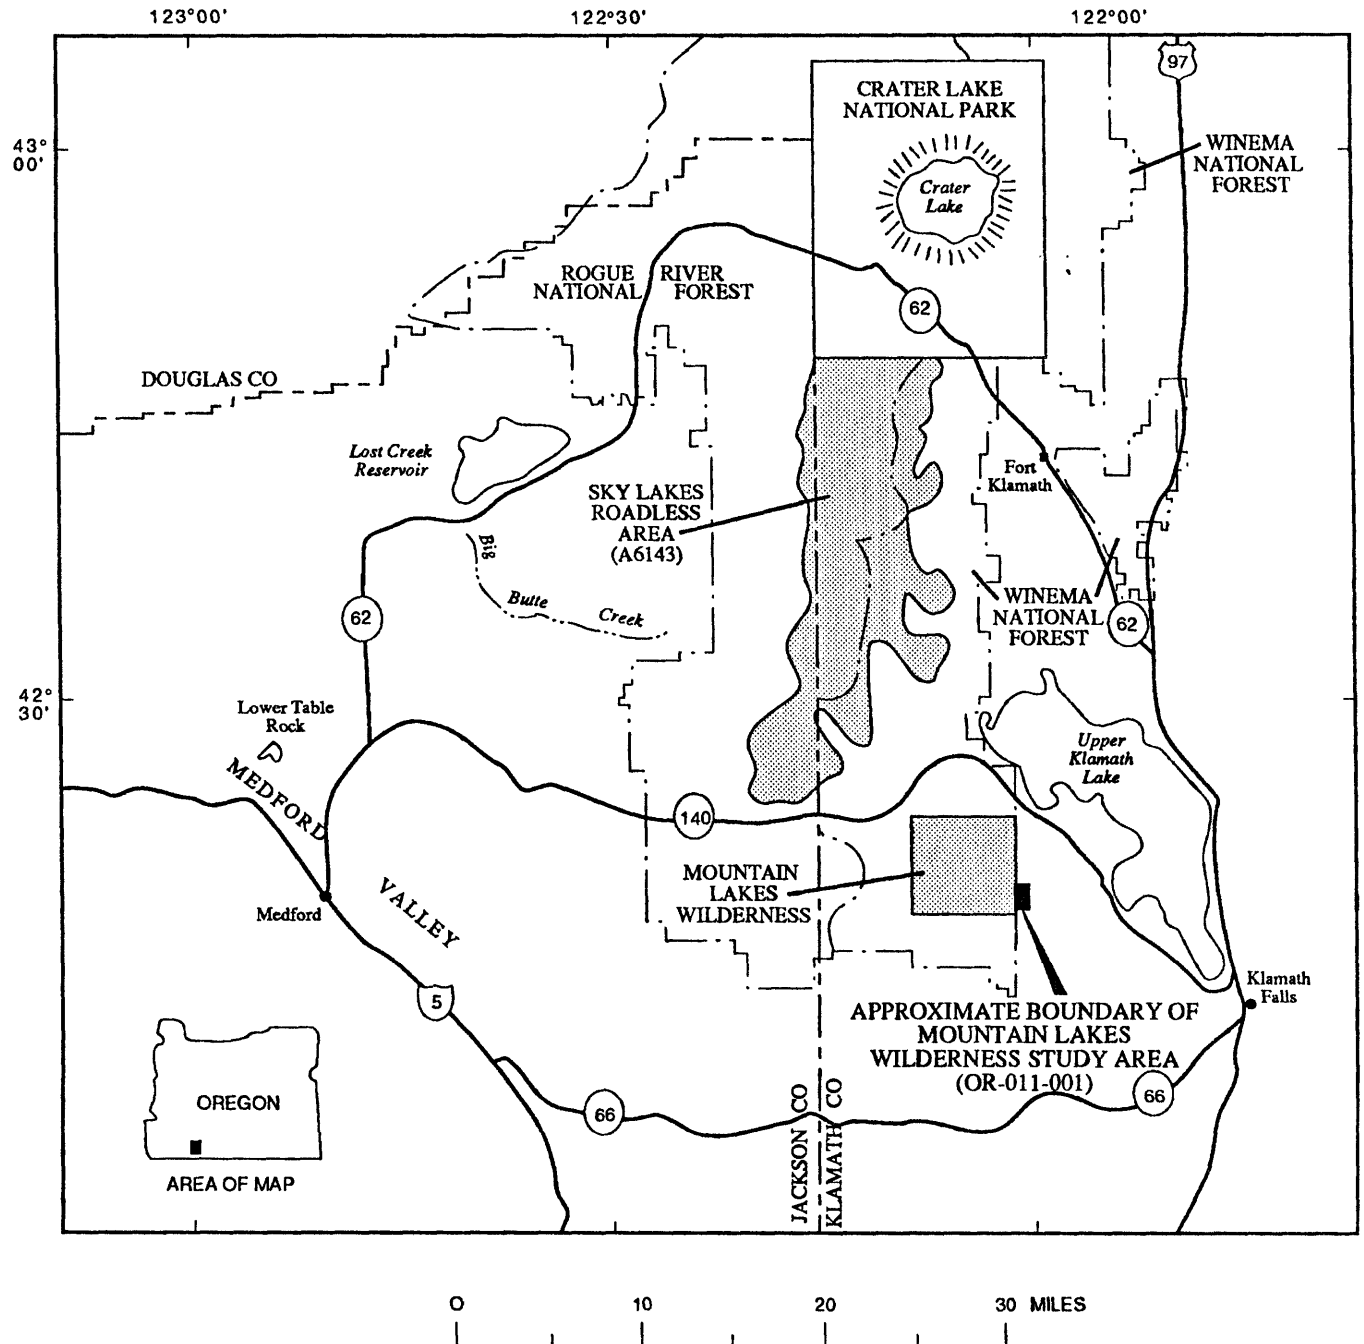 123°00'
122°30'
122°00'
97
CRATER LAKE
NATIONAL PARK
43°
00'
WINEMA
NATIONAL
FOREST
Crater
Lake
ROGUE RIVER
NATIONAL FOREST
62
DOUGLAS CO
Lost Creek
Reservoir
Fort
Klamath
SKY LAKES
ROADLESS
AREA
(A6143)
Big
Butte Creek
62
WINEMA
NATIONAL
FOREST
62
42°
30'
Lower Table
Rock
Upper
Klamath
Lake
MEDFORD
VALLEY
140
MOUNTAIN
LAKES
WILDERNESS
Medford
Klamath
Falls
5
APPROXIMATE BOUNDARY OF
MOUNTAIN LAKES
WILDERNESS STUDY AREA
(OR-011-001)
66
66
OREGON
AREA OF MAP
JACKSON CO
KLAMATH CO
0 10 20 30 MILES